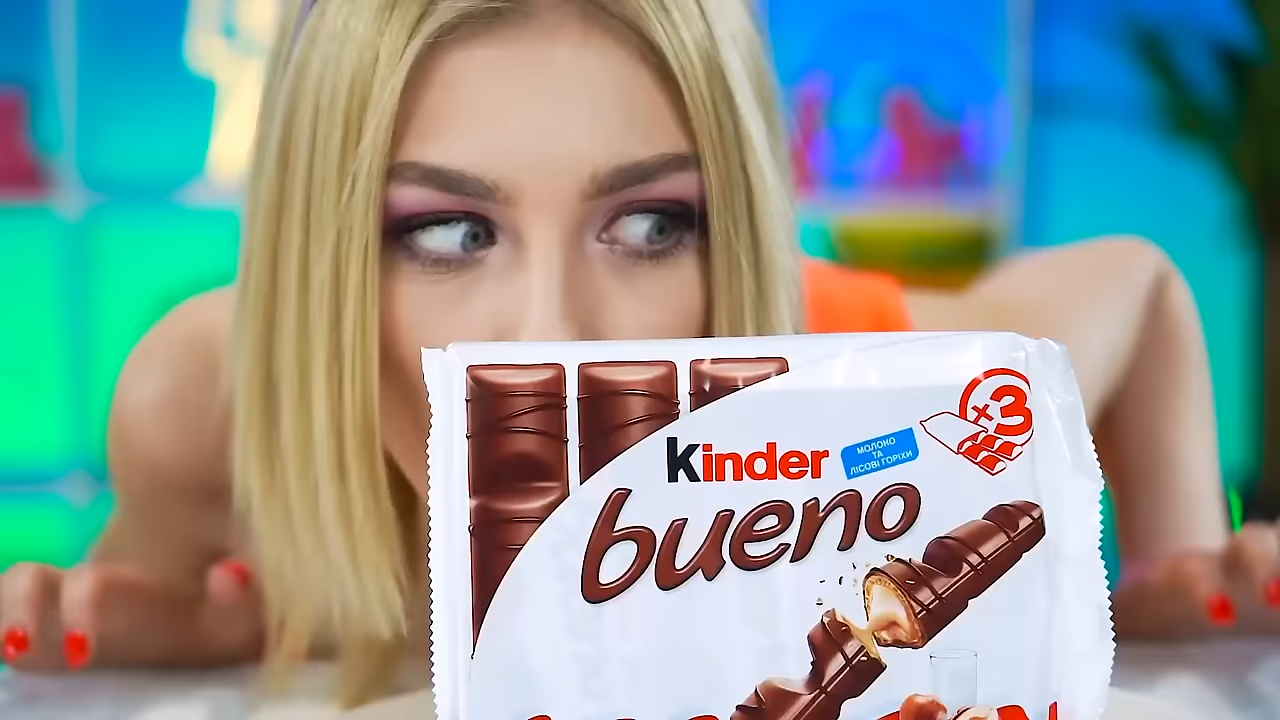 ×3
Kinder
МОЛОКО
ТА
ЛІСОВІ ГОРІХИ
bueno